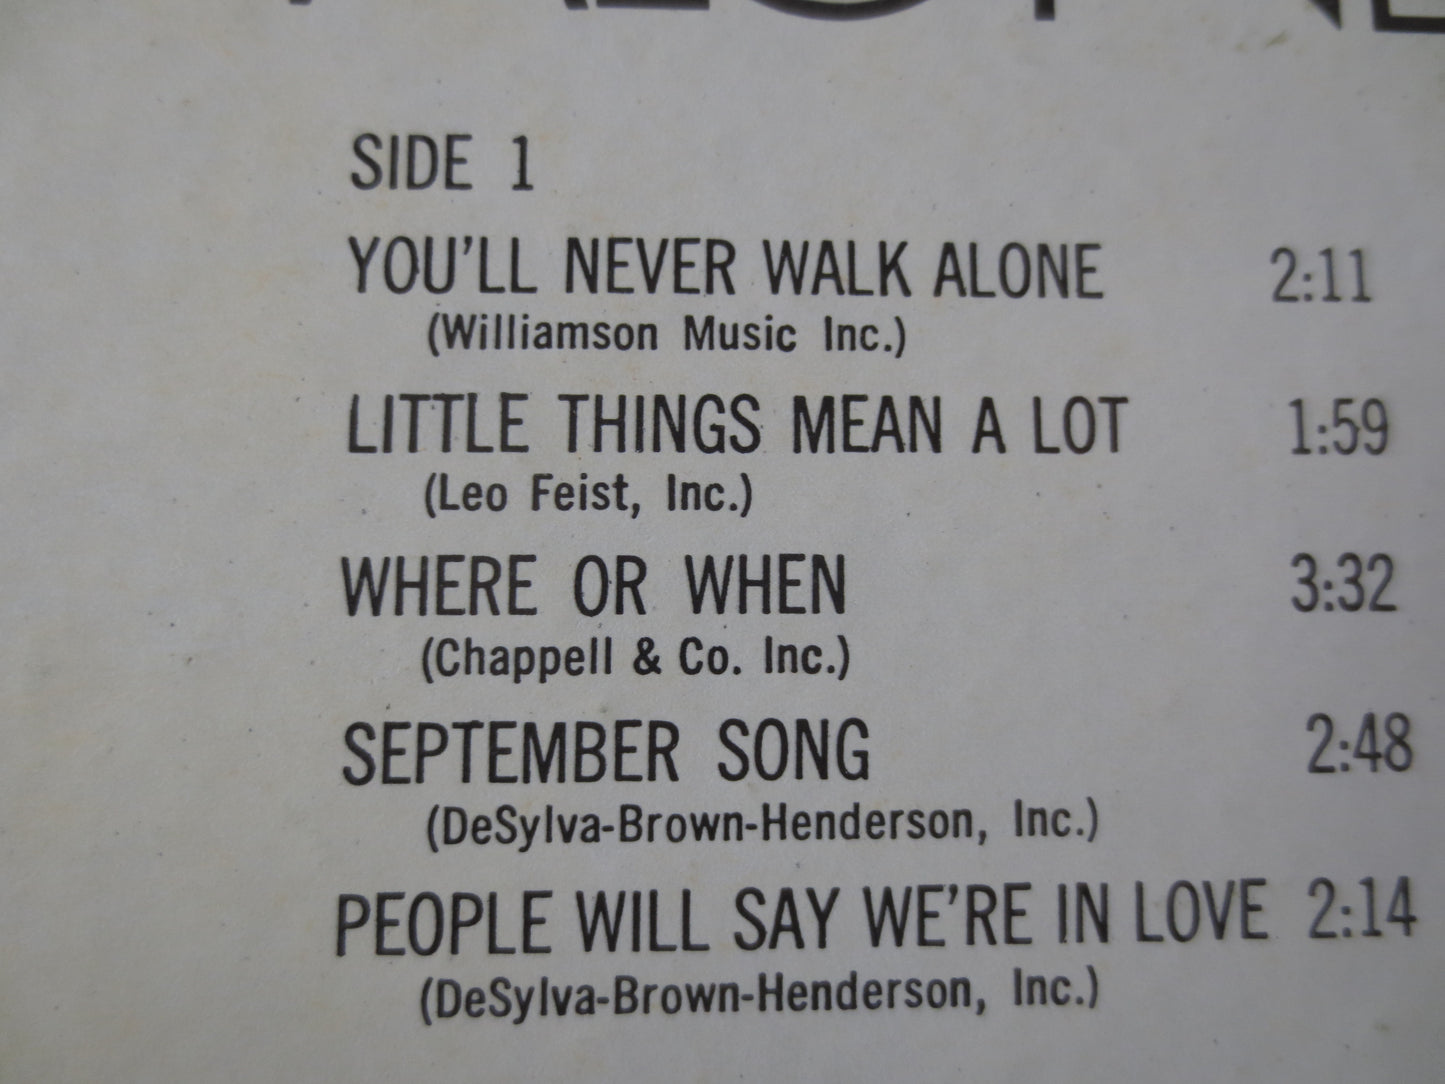 SIDE 1
YOU'LL NEVER WALK ALONE 2:11
(Williamson Music Inc.)
LITTLE THINGS MEAN A LOT 1:59
(Leo Feist, Inc.)
WHERE OR WHEN 3:32
(Chappell & Co. Inc.)
SEPTEMBER SONG 2:48
(DeSylva-Brown-Henderson, Inc.)
PEOPLE WILL SAY WE'RE IN LOVE 2:14
(DeSylva-Brown-Henderson, Inc.)